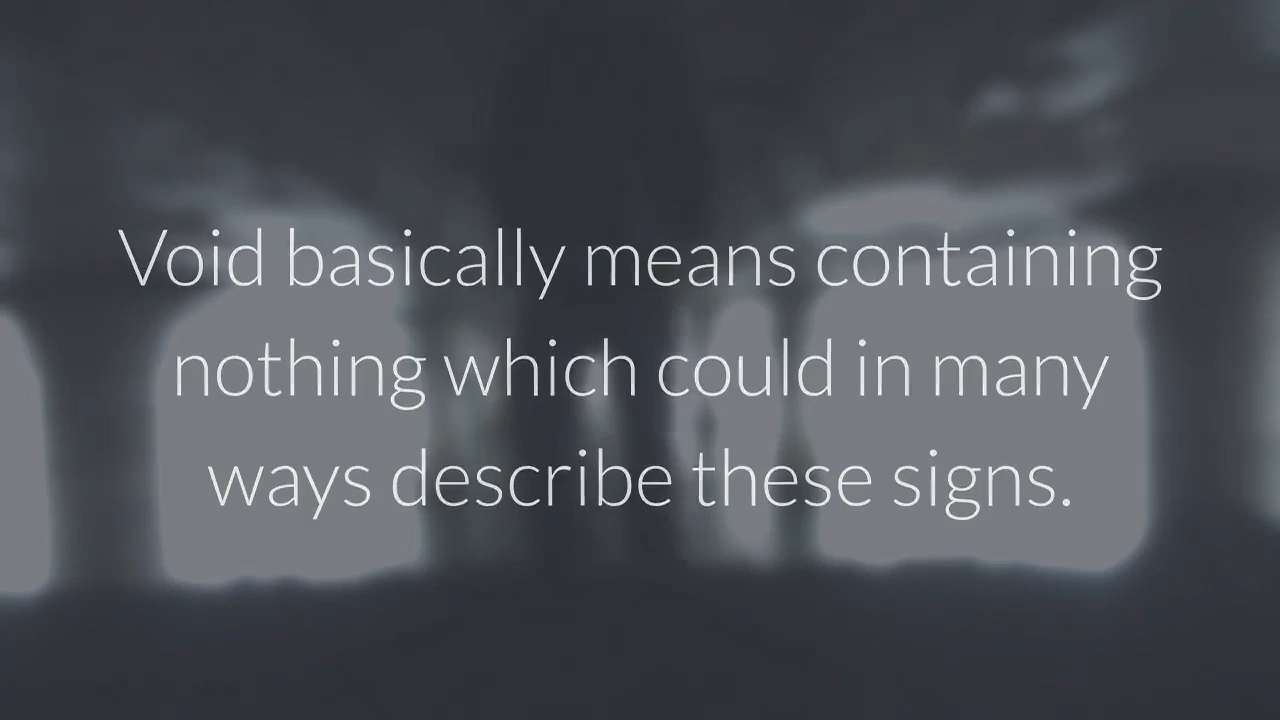 Void basically means containing
nothing which could in many
ways describe these signs.